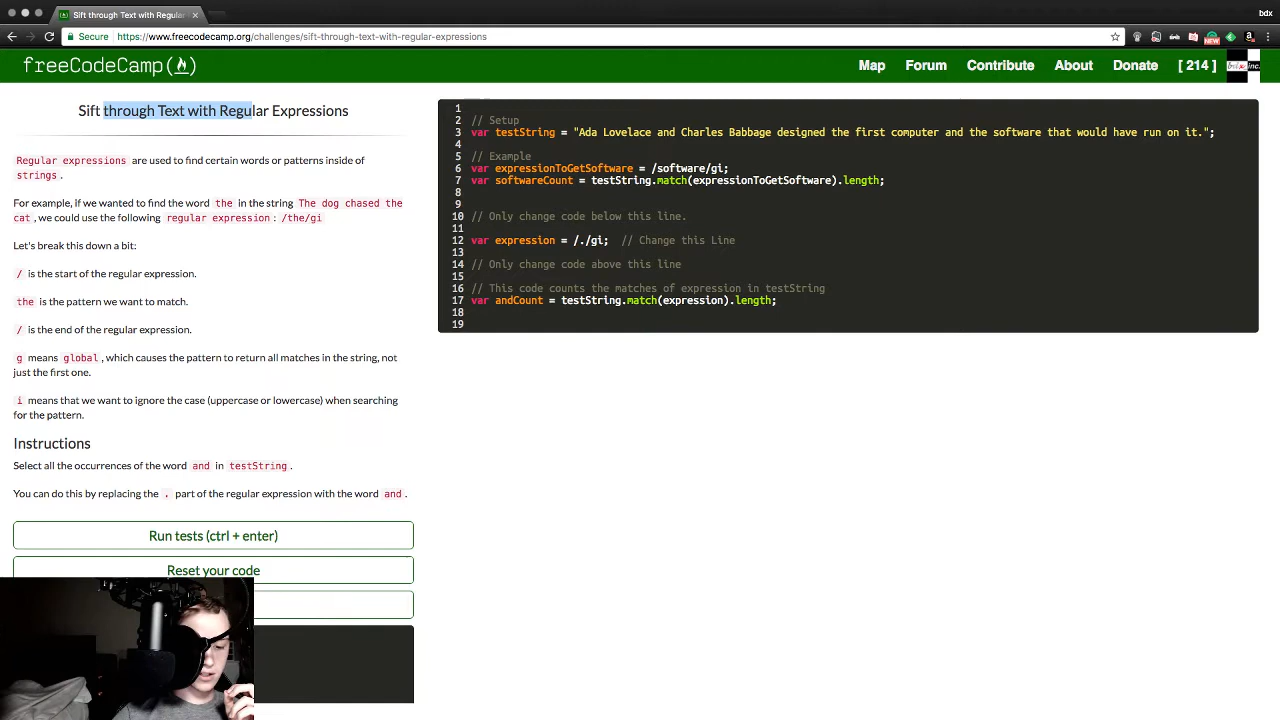 Sift through Text with Regular
bdx
Secure
https://www.freecodecamp.org/challenges/sift-through-text-with-regular-expressions
NEW
freeCodeCamp
Map Forum Contribute About Donate [ 214 ]
bdx inc.
Sift through Text with Regular Expressions
Regular expressions are used to find certain words or patterns inside of
strings.
For example, if we wanted to find the word the in the string The dog chased the
cat, we could use the following regular expression: /the/gi
Let's break this down a bit:
/ is the start of the regular expression.
the is the pattern we want to match.
/ is the end of the regular expression.
g means global, which causes the pattern to return all matches in the string, not
just the first one.
i means that we want to ignore the case (uppercase or lowercase) when searching
for the pattern.
Instructions
Select all the occurrences of the word and in testString.
You can do this by replacing the . part of the regular expression with the word and.
Run tests (ctrl + enter)
Reset your code
1
2 // Setup
3 var testString = "Ada Lovelace and Charles Babbage designed the first computer and the software that would have run on it.";
4
5 // Example
6 var expressionToGetSoftware = /software/gi;
7 var softwareCount = testString.match(expressionToGetSoftware).length;
8
9
10 // Only change code below this line.
11
12 var expression = /./gi; // Change this Line
13
14 // Only change code above this line
15
16 // This code counts the matches of expression in testString
17 var andCount = testString.match(expression).length;
18
19